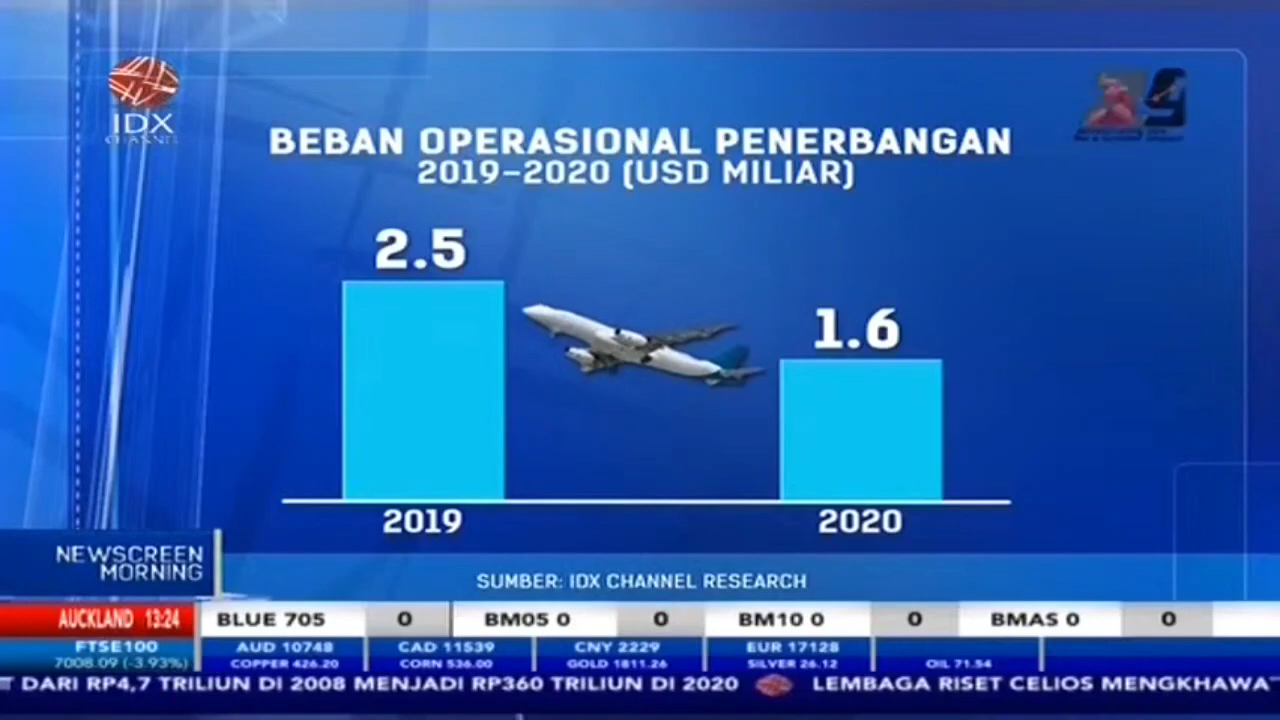 IDX
CHANNEL
BEBAN OPERASIONAL PENERBANGAN
2019-2020 (USD MILIAR)
2.5
1.6
2019
2020
NEWSCREEN
MORNING
SUMBER: IDX CHANNEL RESEARCH
AUCKLAND 13:24
BLUE 705 0 BM05 0 0 BM10 0 0 BMAS 0 0
FTSE100
7008.09 (-3.93%)
AUD 10748 CAD 11539 CNY 2229 EUR 17128
COPPER 426.20 CORN 536.00 GOLD 1811.26 SILVER 26.12 OIL 71.54
DARI RP4,7 TRILIUN DI 2008 MENJADI RP360 TRILIUN DI 2020 LEMBAGA RISET CELIOS MENGKHAWA